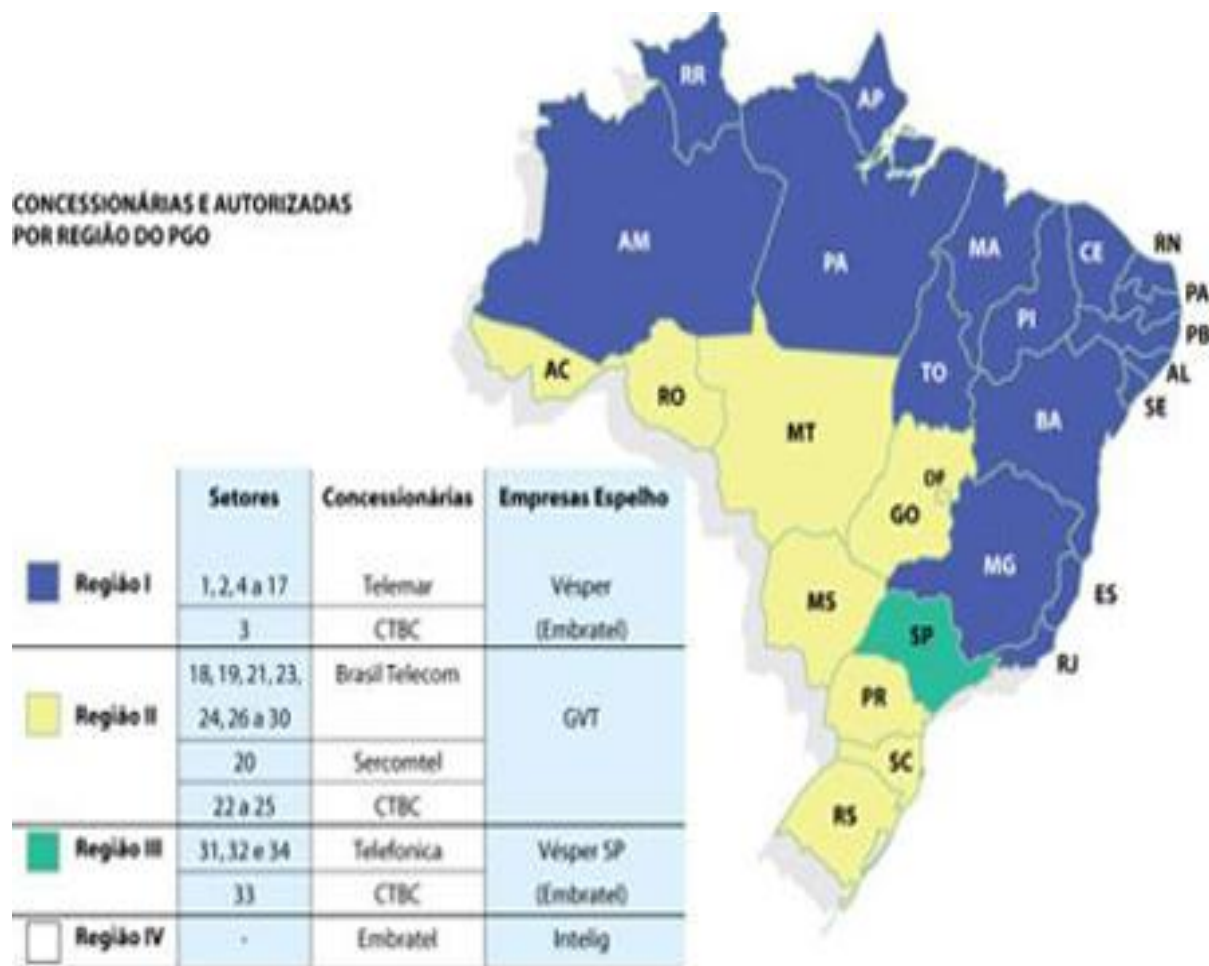 CONCESSIONÁRIAS E AUTORIZADAS
POR REGIÃO DO PGO
RR
AP
AM
PA
MA
CE
RN
PA
PB
PI
AL
SE
TO
BA
AC
RO
MT
DF
GO
MG
ES
MS
SP
RJ
PR
SC
RS
Setores Concessionárias Empresas Espelho
Região I 1, 2, 4 a 17 Telemar Vésper
3 CTBC (Embratel)
18, 19, 21, 23, Brasil Telecom
Região II 24, 26 a 30 GVT
20 Sercomtel
22 a 25 CTBC
Região III 31, 32 e 34 Telefonica Vésper SP
33 CTBC (Embratel)
Região IV - Embratel Intelig